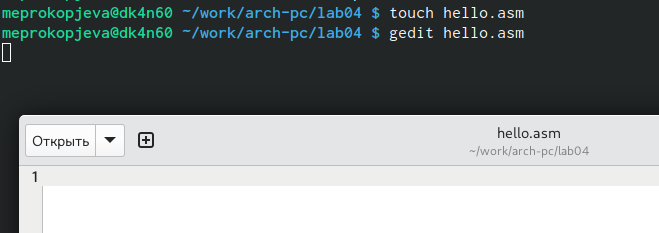 meprokopjeva@dk4n60 ~/work/arch-pc/lab04 $ touch hello.asm
meprokopjeva@dk4n60 ~/work/arch-pc/lab04 $ gedit hello.asm
Открыть
hello.asm
~/work/arch-pc/lab04
1